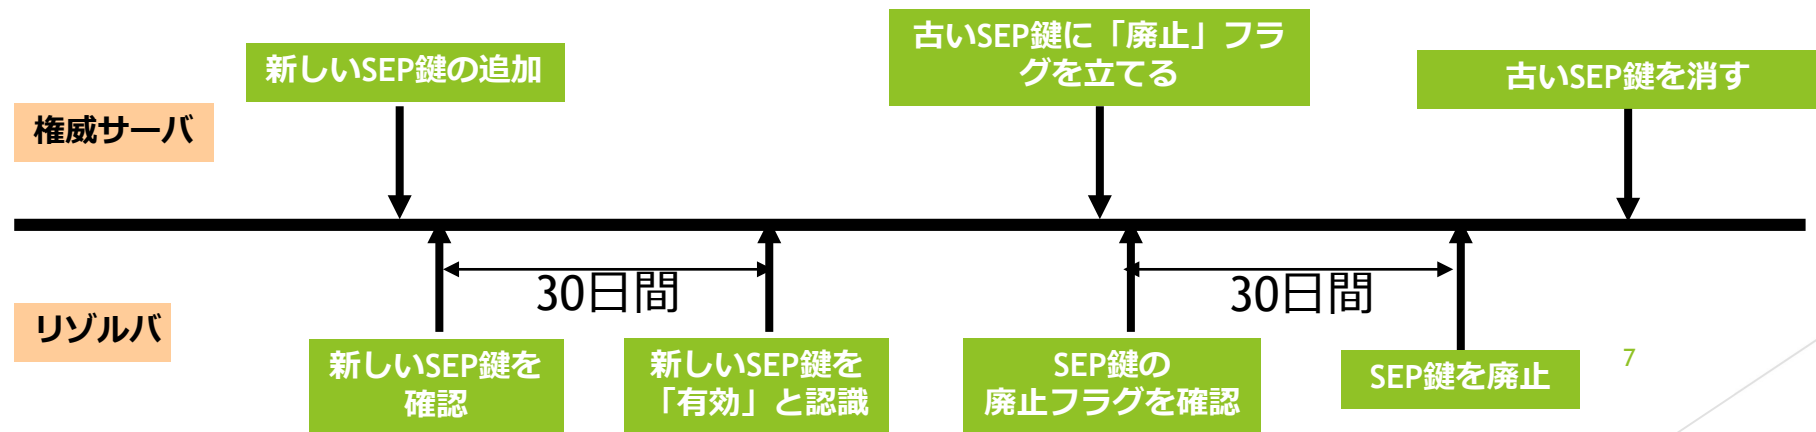 新しいSEP鍵の追加
古いSEP鍵に「廃止」フラ
グを立てる
古いSEP鍵を消す
権威サーバ
30日間
30日間
リゾルバ
新しいSEP鍵を
確認
新しいSEP鍵を
「有効」と認識
SEP鍵の
廃止フラグを確認
SEP鍵を廃止
7